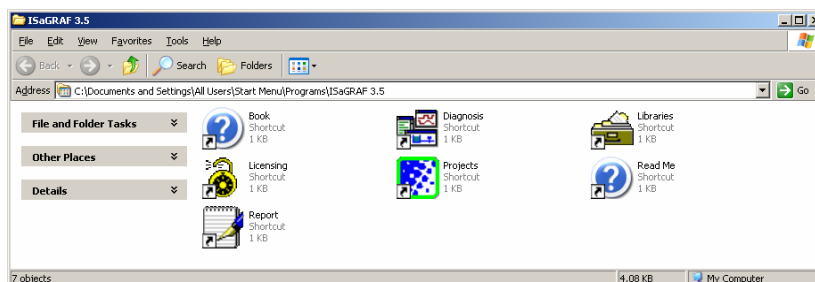 ISaGRAF 3.5
File Edit View Favorites Tools Help
Back Search Folders
Address C:\Documents and Settings\All Users\Start Menu\Programs\ISaGRAF 3.5 Go
File and Folder Tasks
Other Places
Details
Book
Shortcut
1 KB
Diagnosis
Shortcut
1 KB
Libraries
Shortcut
1 KB
Licensing
Shortcut
1 KB
Projects
Shortcut
1 KB
Read Me
Shortcut
1 KB
Report
Shortcut
1 KB
7 objects 4.08 KB My Computer